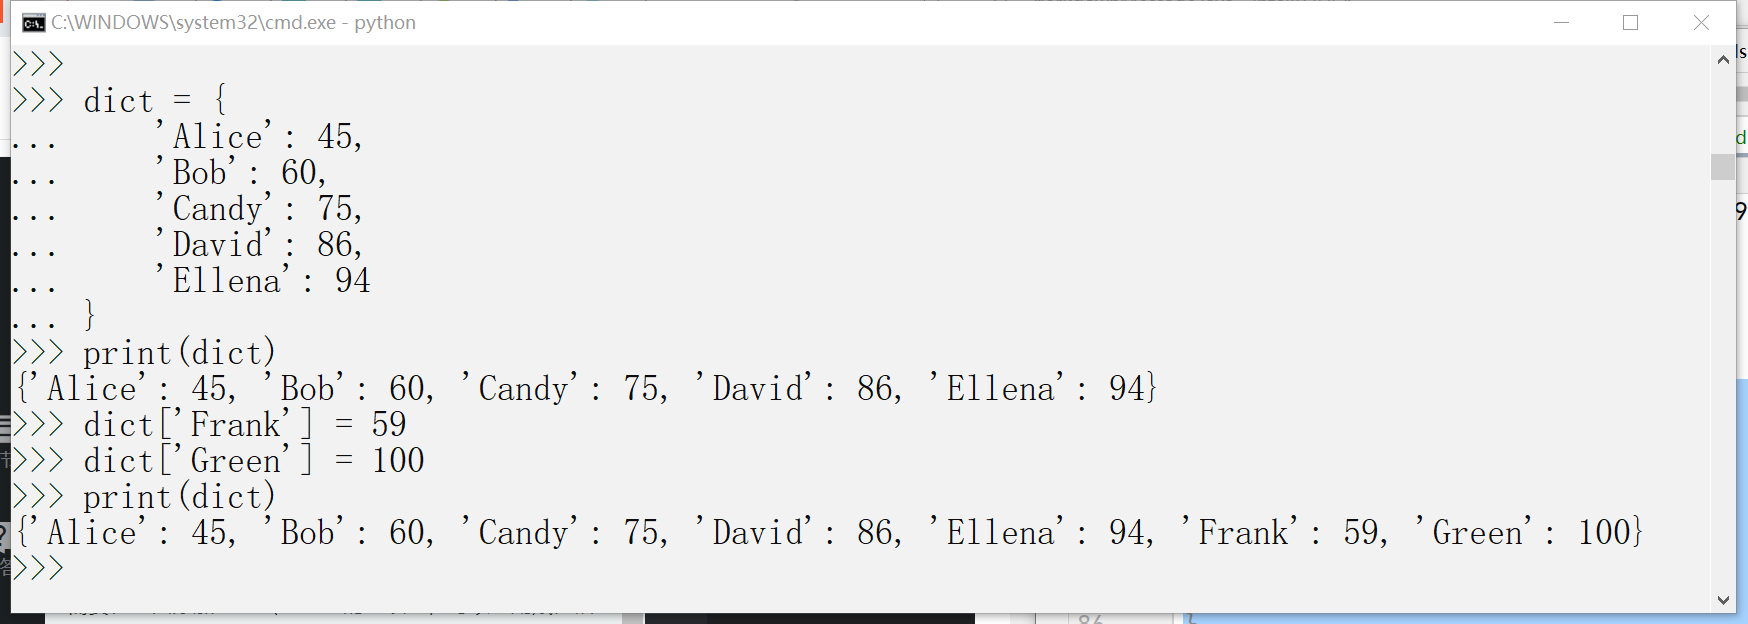 C:\WINDOWS\system32\cmd.exe - python
>>>
>>> dict = {
...     'Alice': 45,
...     'Bob': 60,
...     'Candy': 75,
...     'David': 86,
...     'Ellena': 94
... }
>>> print(dict)
{'Alice': 45, 'Bob': 60, 'Candy': 75, 'David': 86, 'Ellena': 94}
>>> dict['Frank'] = 59
>>> dict['Green'] = 100
>>> print(dict)
{'Alice': 45, 'Bob': 60, 'Candy': 75, 'David': 86, 'Ellena': 94, 'Frank': 59, 'Green': 100}
>>>